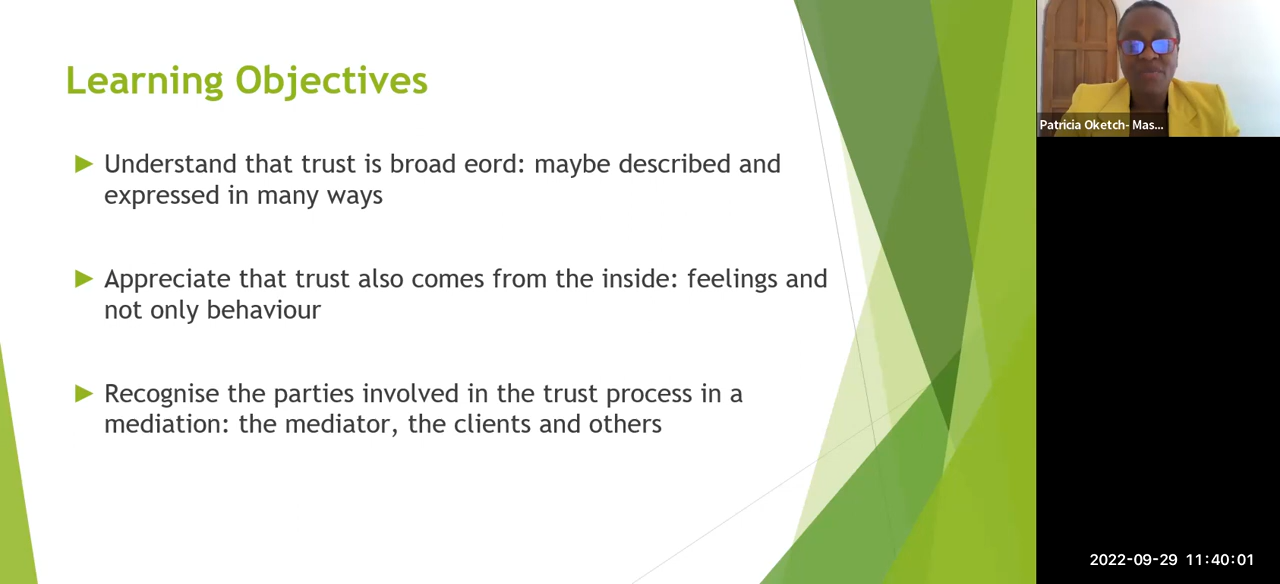 Learning Objectives
Understand that trust is broad eord: maybe described and
expressed in many ways
Appreciate that trust also comes from the inside: feelings and
not only behaviour
Recognise the parties involved in the trust process in a
mediation: the mediator, the clients and others
Patricia Oketch- Mas...
2022-09-29 11:40:01